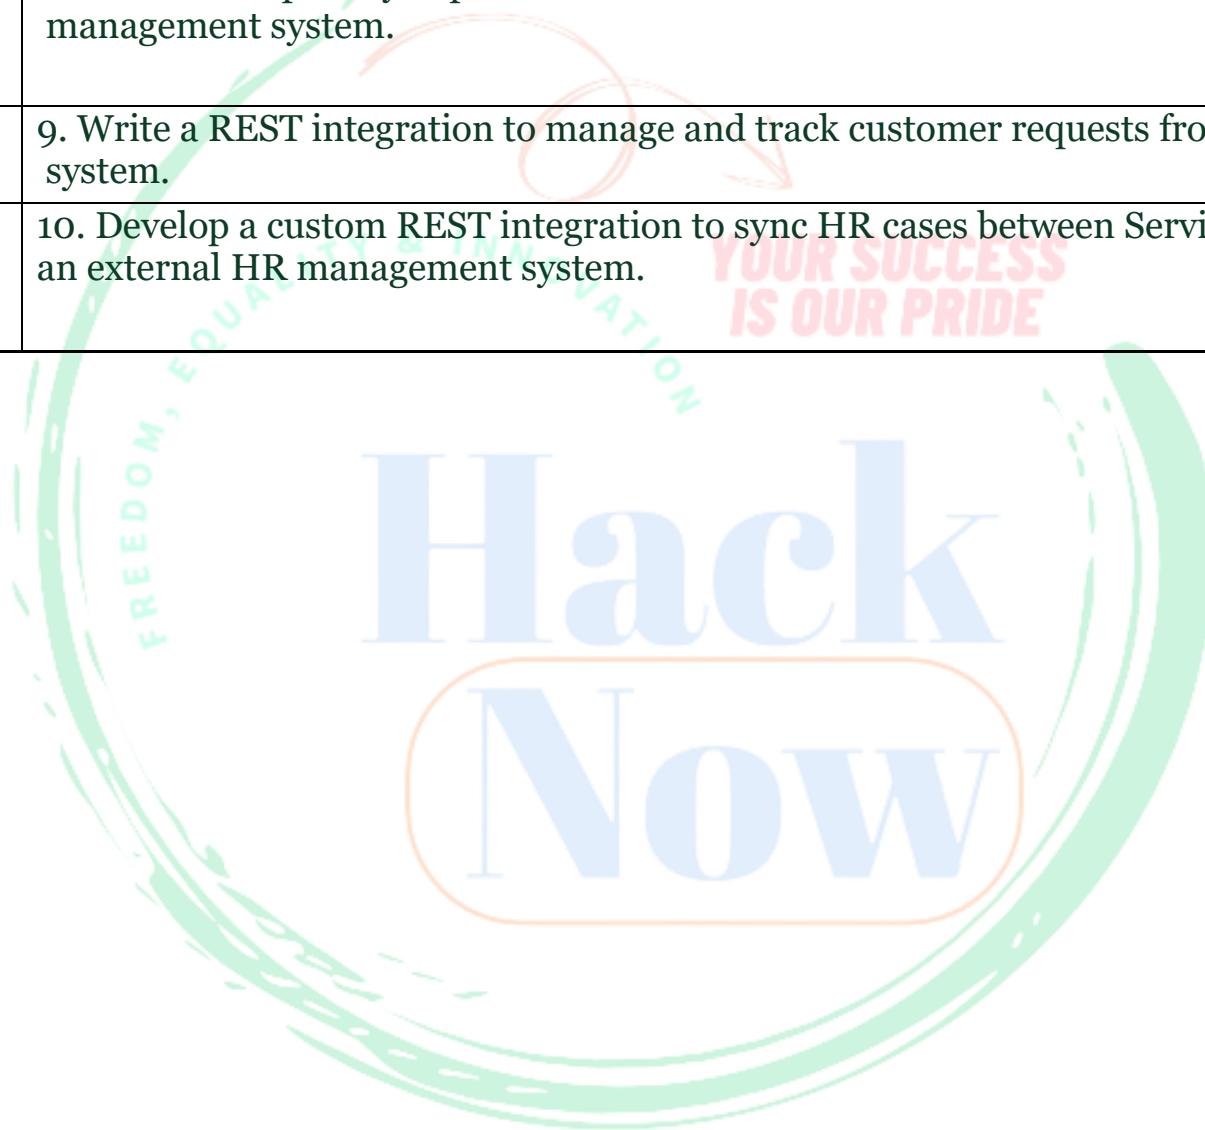 management system.
9. Write a REST integration to manage and track customer requests fro
system.
10. Develop a custom REST integration to sync HR cases between Servi
an external HR management system.
FREEDOM, EQUALITY & INNOVATION
YOUR SUCCESS
IS OUR PRIDE
Hack
Now